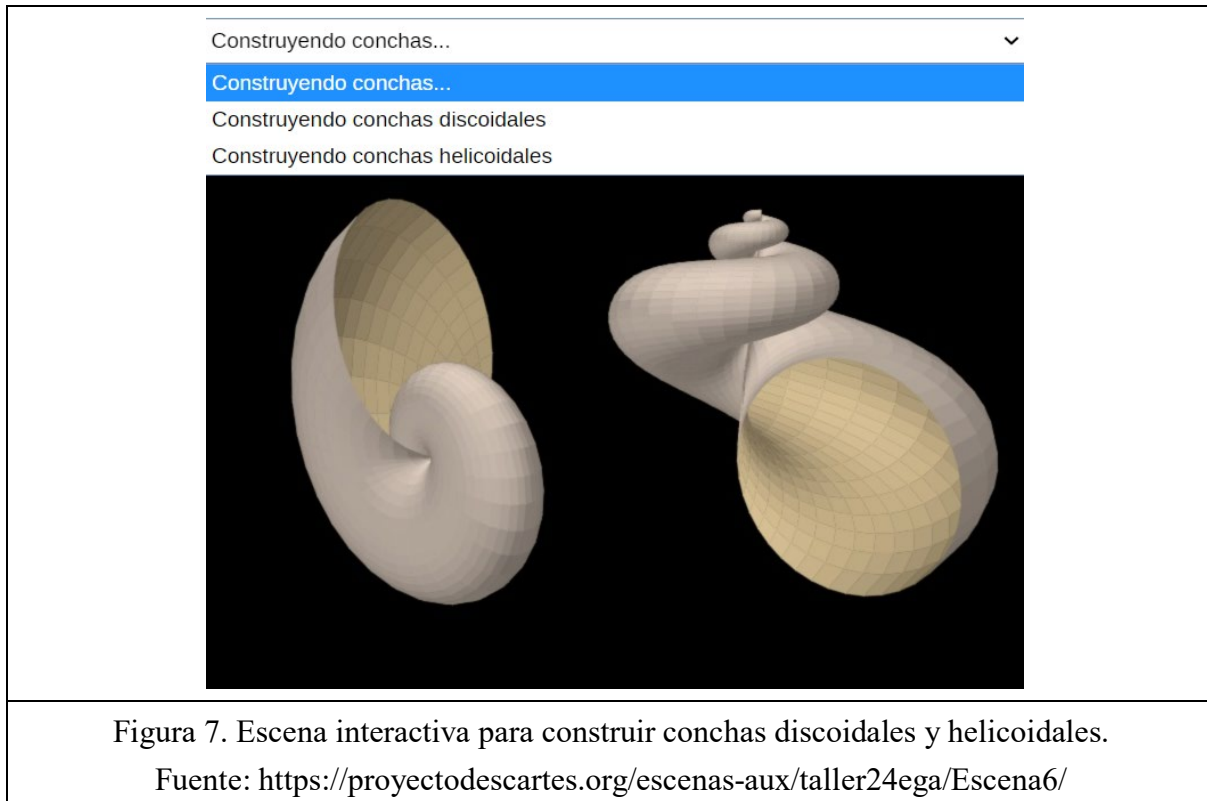 Construyendo conchas...
Construyendo conchas...
Construyendo conchas discoidales
Construyendo conchas helicoidales
Figura 7. Escena interactiva para construir conchas discoidales y helicoidales.
Fuente: https://proyectodescartes.org/escenas-aux/taller24ega/Escena6/